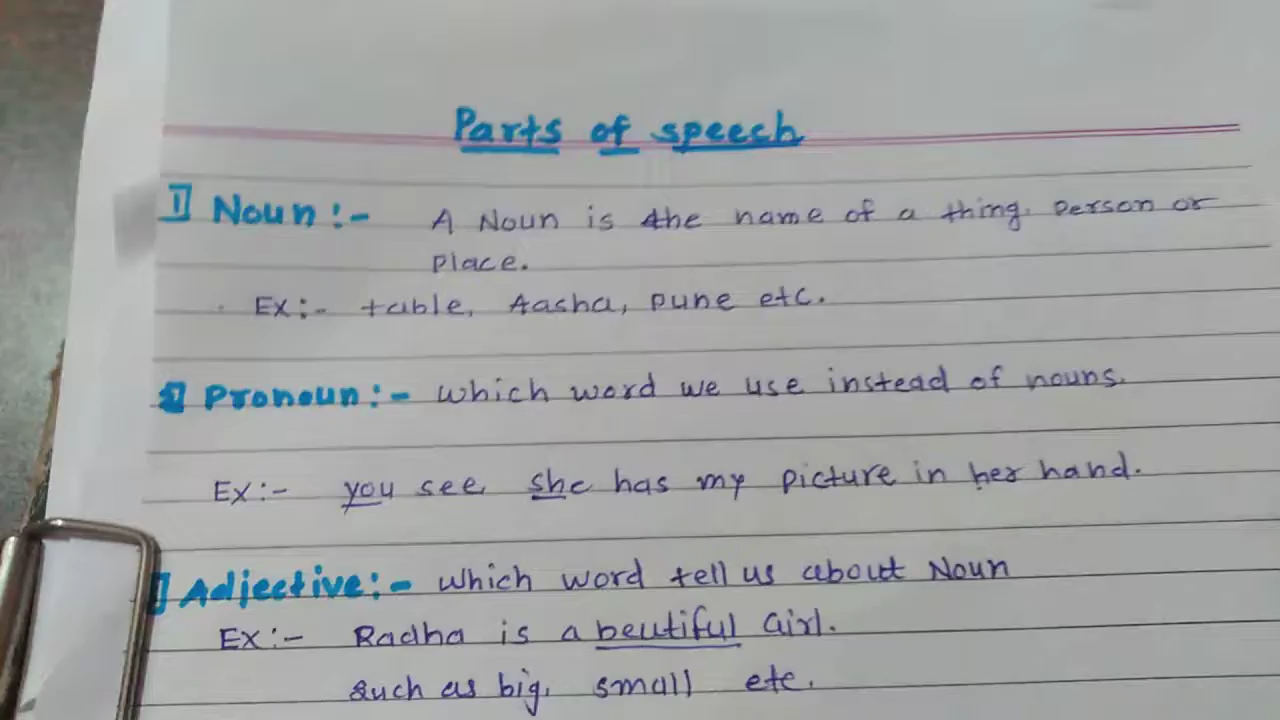 Parts of speech
1] Noun:- A Noun is the name of a thing, person or
place.
Ex:- table, Aasha, pune etc.
2] Pronoun:- which word we use instead of nouns.
Ex:- you see, she has my picture in her hand.
] Adjective:- which word tell us about Noun
Ex:- Radha is a beutiful Girl.
such as big, small etc.